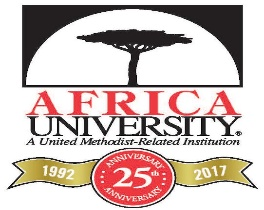 AFRICA
UNIVERSITY®
A United Methodist-Related Institution
1992 ANNIVERSARY 2017
25th
ANNIVERSARY